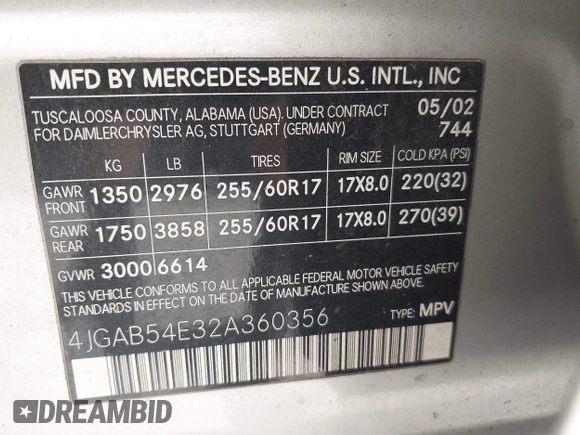 MFD BY MERCEDES-BENZ U.S. INTL., INC
TUSCALOOSA COUNTY, ALABAMA (USA). UNDER CONTRACT 05/02
FOR DAIMLERCHRYSLER AG, STUTTGART (GERMANY) 744
KG LB TIRES RIM SIZE COLD KPA (PSI)
GAWR FRONT 1350 2976 255/60R17 17X8.0 220(32)
GAWR REAR 1750 3858 255/60R17 17X8.0 270(39)
GVWR 3000 6614
THIS VEHICLE CONFORMS TO ALL APPLICABLE FEDERAL MOTOR VEHICLE SAFETY
STANDARDS IN EFFECT ON THE DATE OF MANUFACTURE SHOWN ABOVE.
4JGAB54E32A360356 TYPE: MPV
DREAMBID